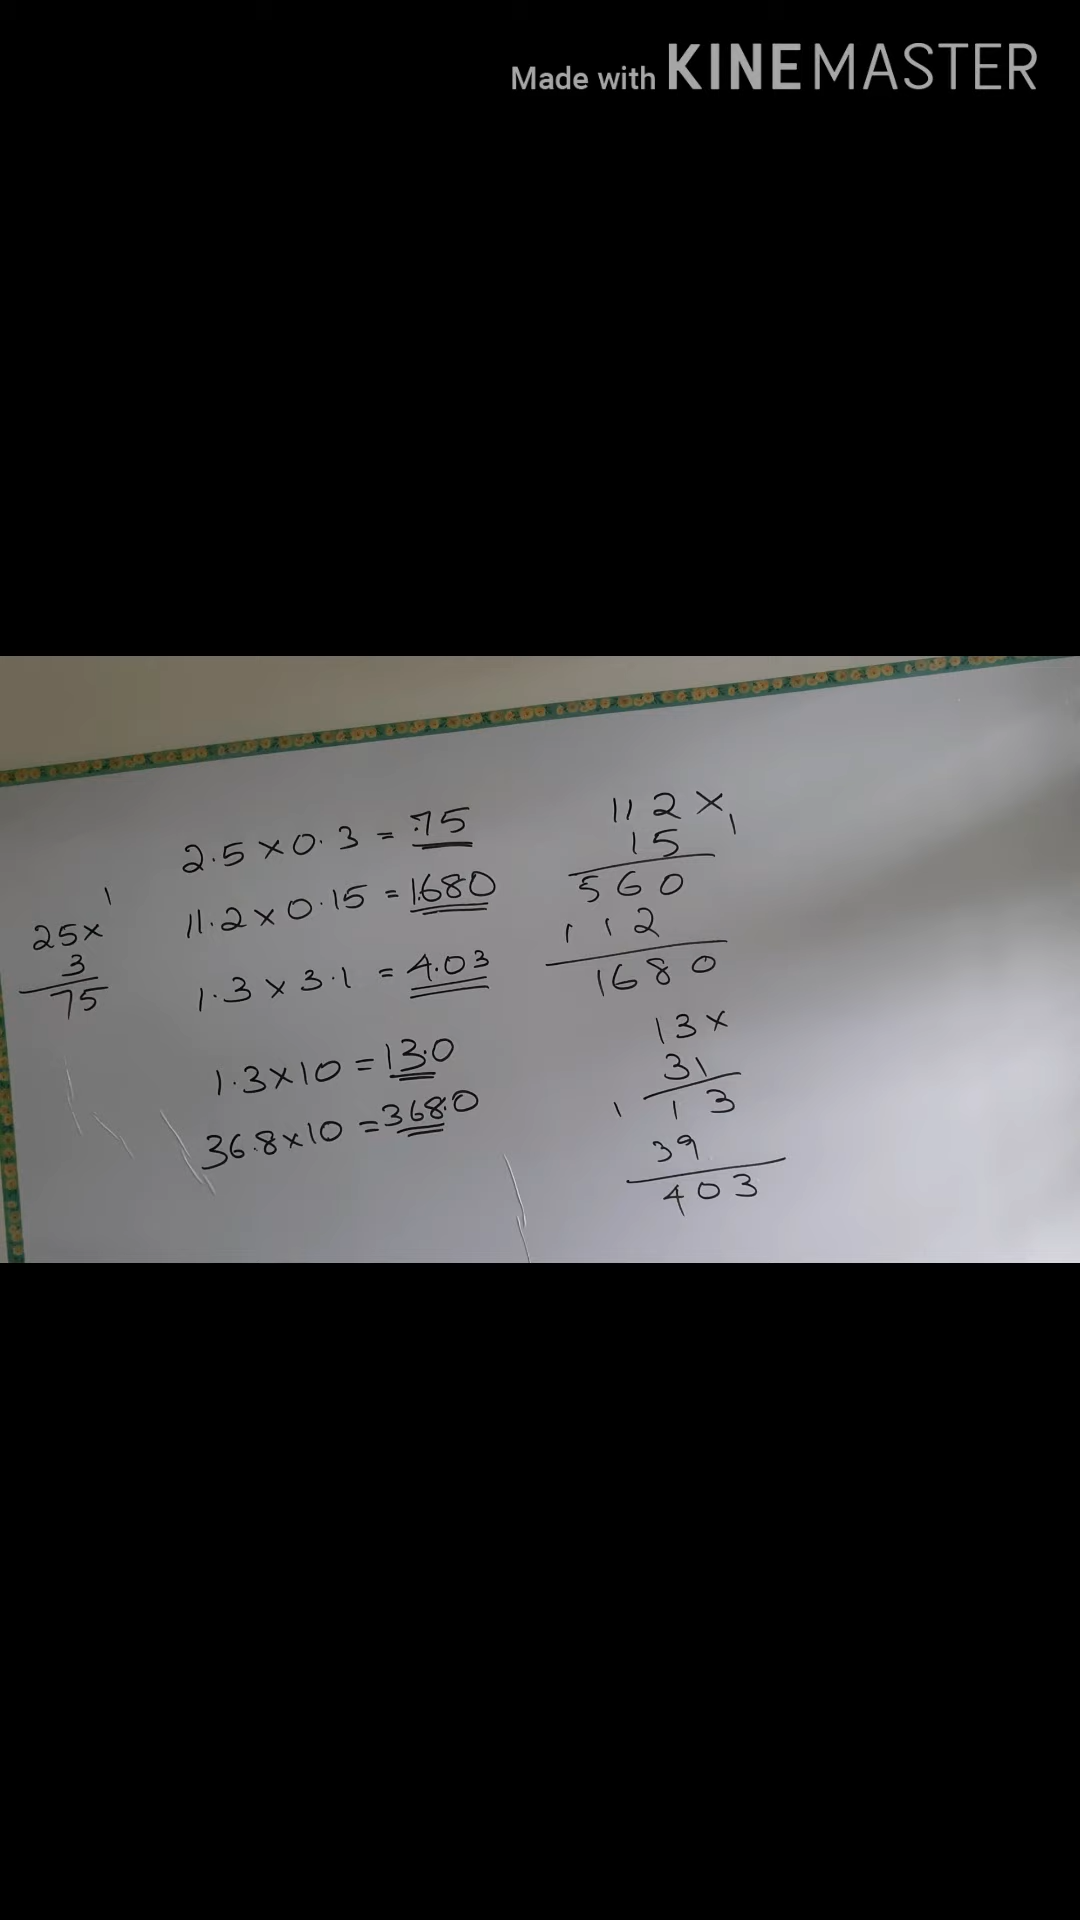 Made with KINEMASTER
2.5 × 0.3 = .75
11.2 × 0.15 = 1.680
1.3 × 3.1 = 4.03
1.3 × 10 = 13.0
36.8 × 10 = 368.0
1
25 ×
3
75
112 ×
1
15
560
112
1680
13 ×
31
1 13
39
403